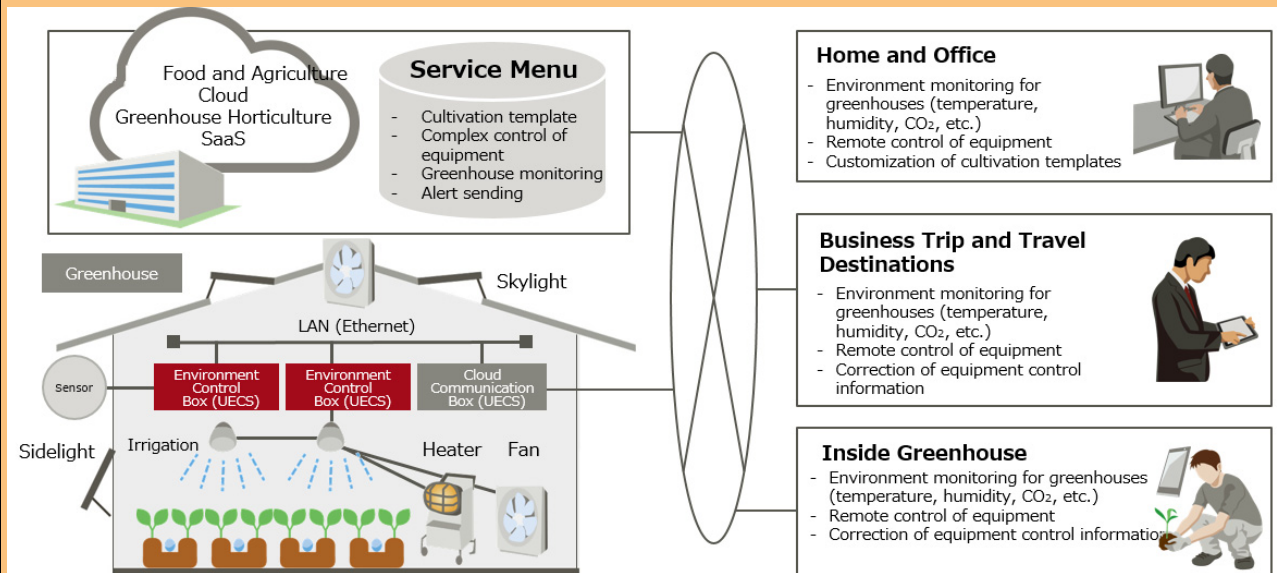 Food and Agriculture
Cloud
Greenhouse Horticulture
SaaS
Service Menu
- Cultivation template
- Complex control of
equipment
- Greenhouse monitoring
- Alert sending
Greenhouse
Skylight
LAN (Ethernet)
Sensor
Environment
Control
Box (UECS)
Environment
Control
Box (UECS)
Cloud
Communication
Box (UECS)
Sidelight
Irrigation
Heater
Fan
Home and Office
- Environment monitoring for
greenhouses (temperature,
humidity, CO₂, etc.)
- Remote control of equipment
- Customization of cultivation templates
Business Trip and Travel
Destinations
- Environment monitoring for
greenhouses (temperature,
humidity, CO₂, etc.)
- Remote control of equipment
- Correction of equipment control
information
Inside Greenhouse
- Environment monitoring for greenhouses
(temperature, humidity, CO₂, etc.)
- Remote control of equipment
- Correction of equipment control information